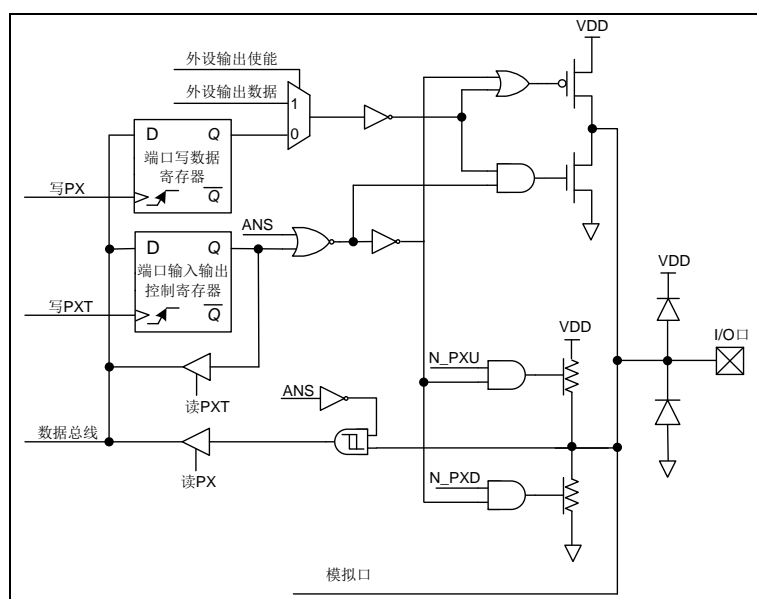 外设输出使能
VDD
外设输出数据
1
0
D Q
端口写数据
寄存器
写PX
Q
ANS
D Q
端口输入输出
控制寄存器
写PXT
Q
VDD
I/O口
VDD
N_PXU
读PXT
ANS
数据总线
读PX
N_PXD
模拟口